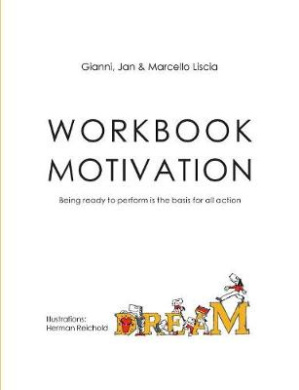 Gianni, Jan & Marcello Liscia
WORKBOOK
MOTIVATION
Being ready to perform is the basis for all action
Illustrations:
Herman Reichold
DREAM